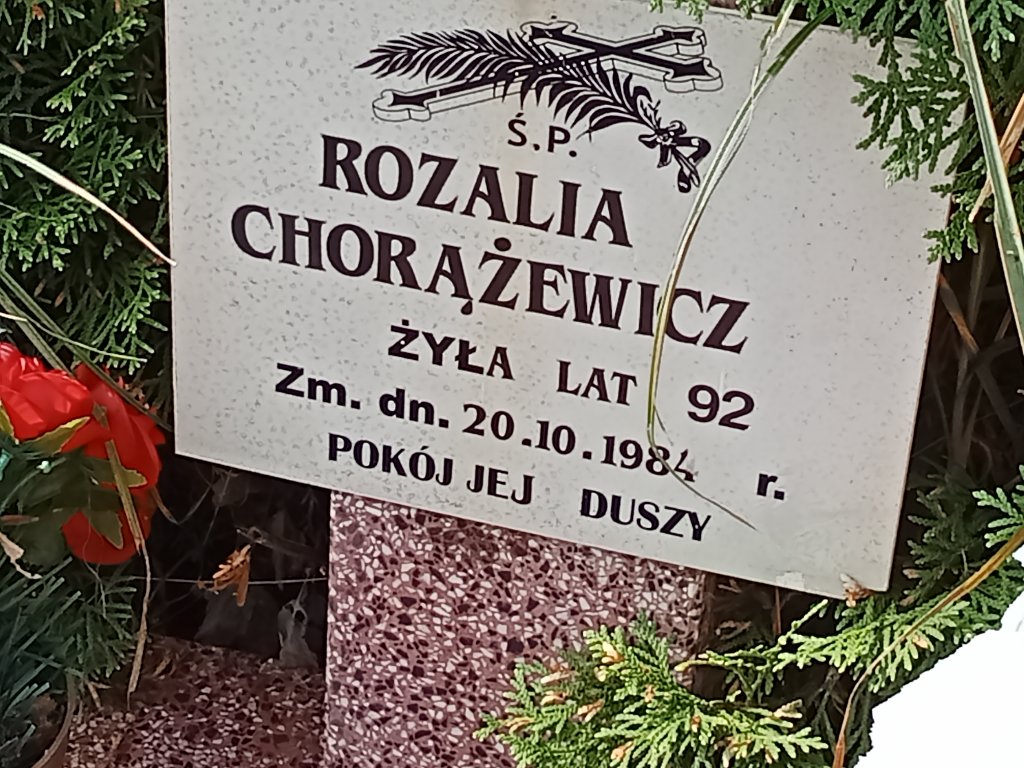 Ś.P.
ROZALIA
CHORĄŻEWICZ
ŻYŁA LAT 92
Zm. dn. 20.10.1984 r.
POKÓJ JEJ DUSZY